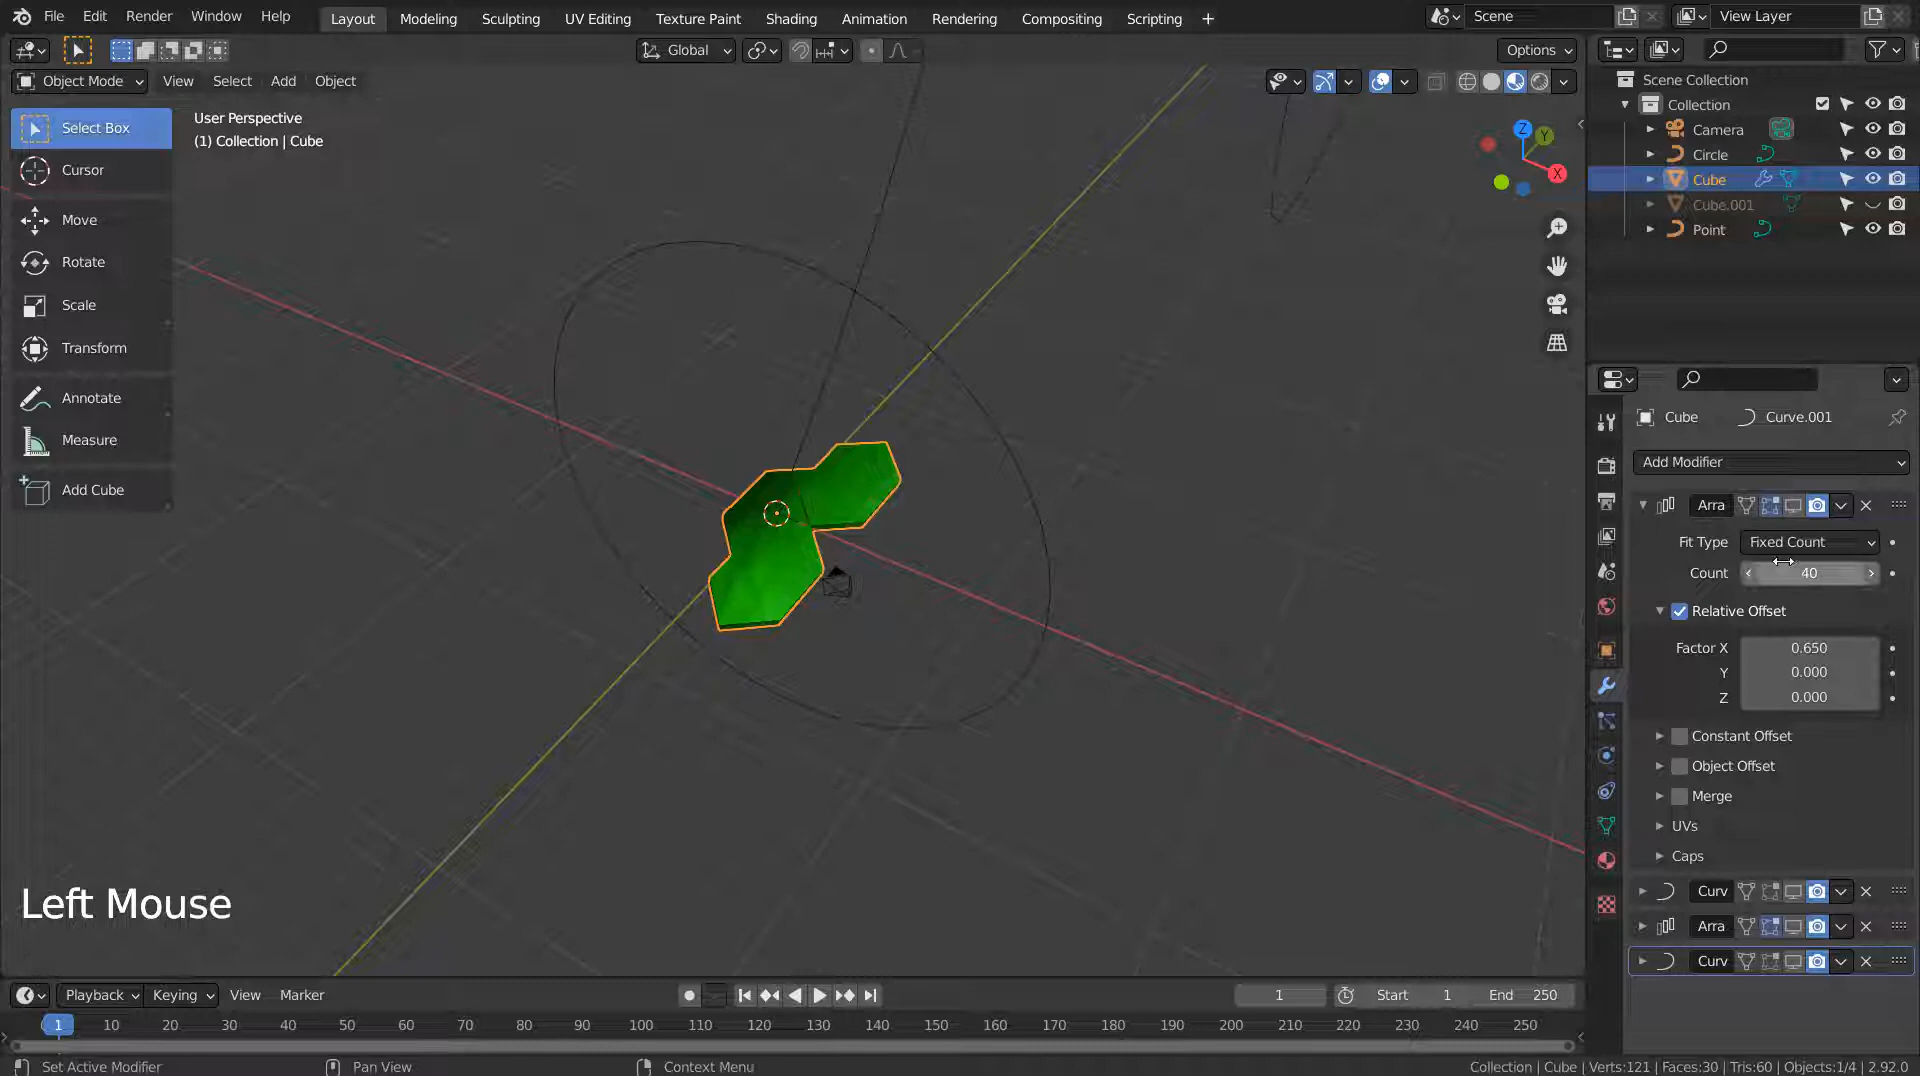 File Edit Render Window Help Layout Modeling Sculpting UV Editing Texture Paint Shading Animation Rendering Compositing Scripting + Scene View Layer
Global Options
Object Mode View Select Add Object
Select Box
Cursor
Move
Rotate
Scale
Transform
Annotate
Measure
Add Cube
User Perspective
(1) Collection | Cube
Z
Y
X
Left Mouse
Scene Collection
Collection
Camera
Circle
Cube
Cube.001
Point
Cube Curve.001
Add Modifier
Arra
Fit Type Fixed Count
Count 40
Relative Offset
Factor X 0.650
Y 0.000
Z 0.000
Constant Offset
Object Offset
Merge
UVs
Caps
Curv
Arra
Curv
Playback Keying View Marker 1 Start 1 End 250
1 10 20 30 40 50 60 70 80 90 100 110 120 130 140 150 160 170 180 190 200 210 220 230 240 250
Set Active Modifier Pan View Context Menu Collection | Cube | Verts:121 | Faces:30 | Tris:60 | Objects:1/4 | 2.92.0